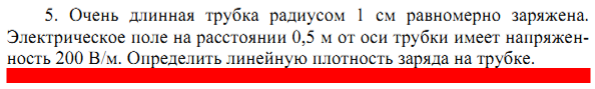 5. Очень длинная трубка радиусом 1 см равномерно заряжена.
Электрическое поле на расстоянии 0,5 м от оси трубки имеет напряжен-
ность 200 В/м. Определить линейную плотность заряда на трубке.